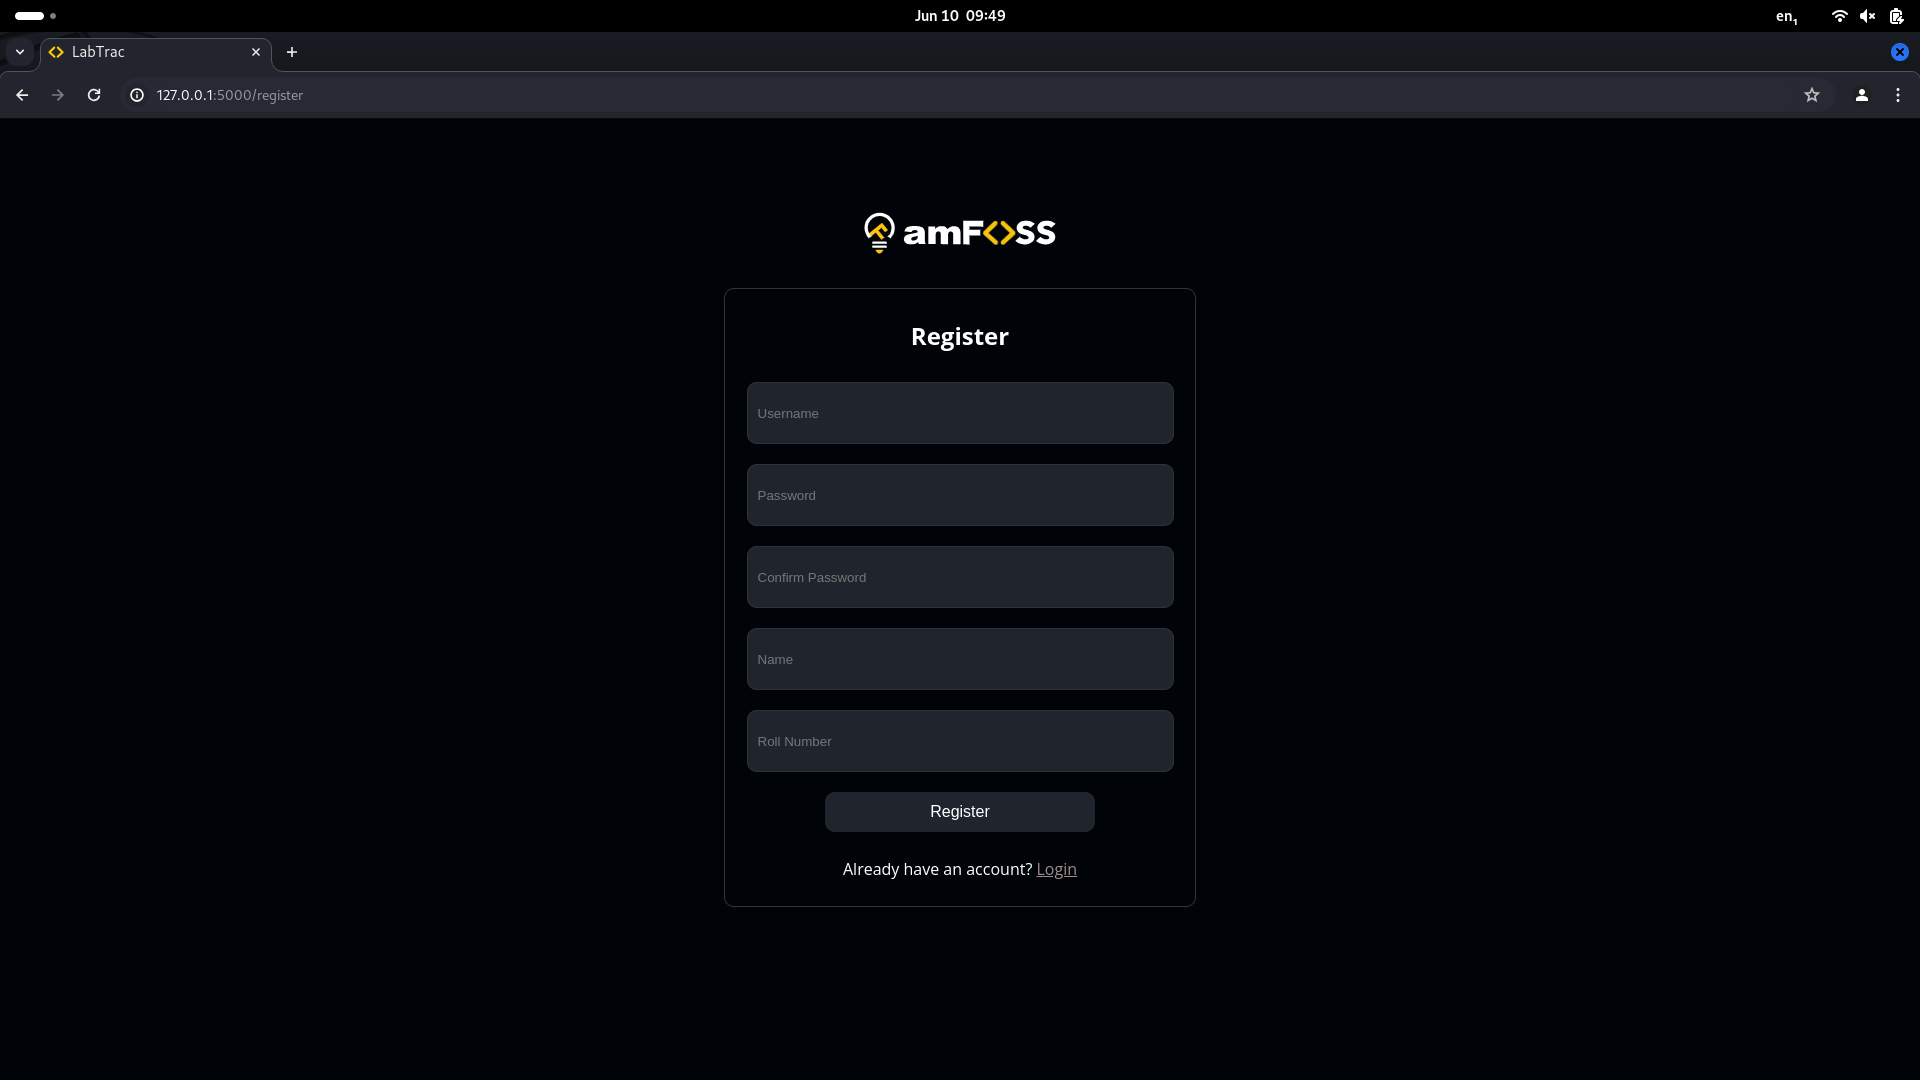 Jun 10 09:49
en₁
LabTrac
127.0.0.1:5000/register
amF<>SS
Register
Username
Password
Confirm Password
Name
Roll Number
Register
Already have an account? Login